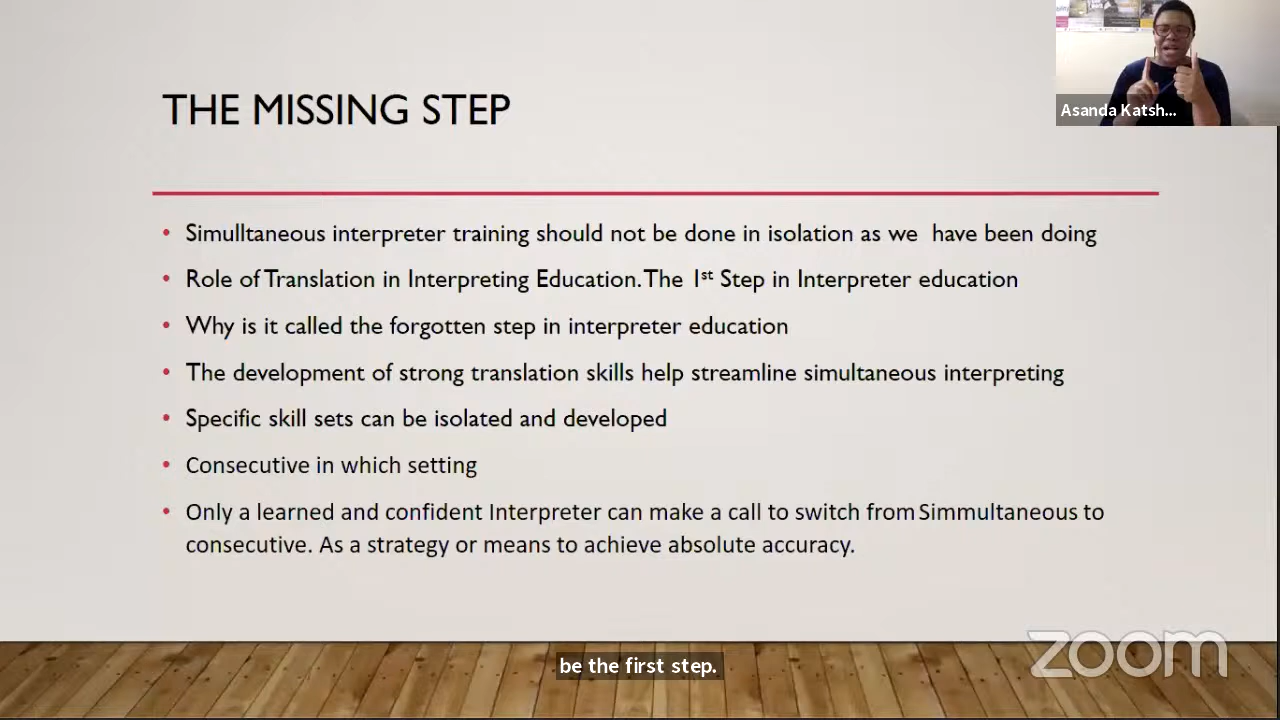 THE MISSING STEP
Asanda Katsh...
• Simulltaneous interpreter training should not be done in isolation as we have been doing
• Role of Translation in Interpreting Education. The 1st Step in Interpreter education
• Why is it called the forgotten step in interpreter education
• The development of strong translation skills help streamline simultaneous interpreting
• Specific skill sets can be isolated and developed
• Consecutive in which setting
• Only a learned and confident Interpreter can make a call to switch from Simmultaneous to
consecutive. As a strategy or means to achieve absolute accuracy.
be the first step.
zoom